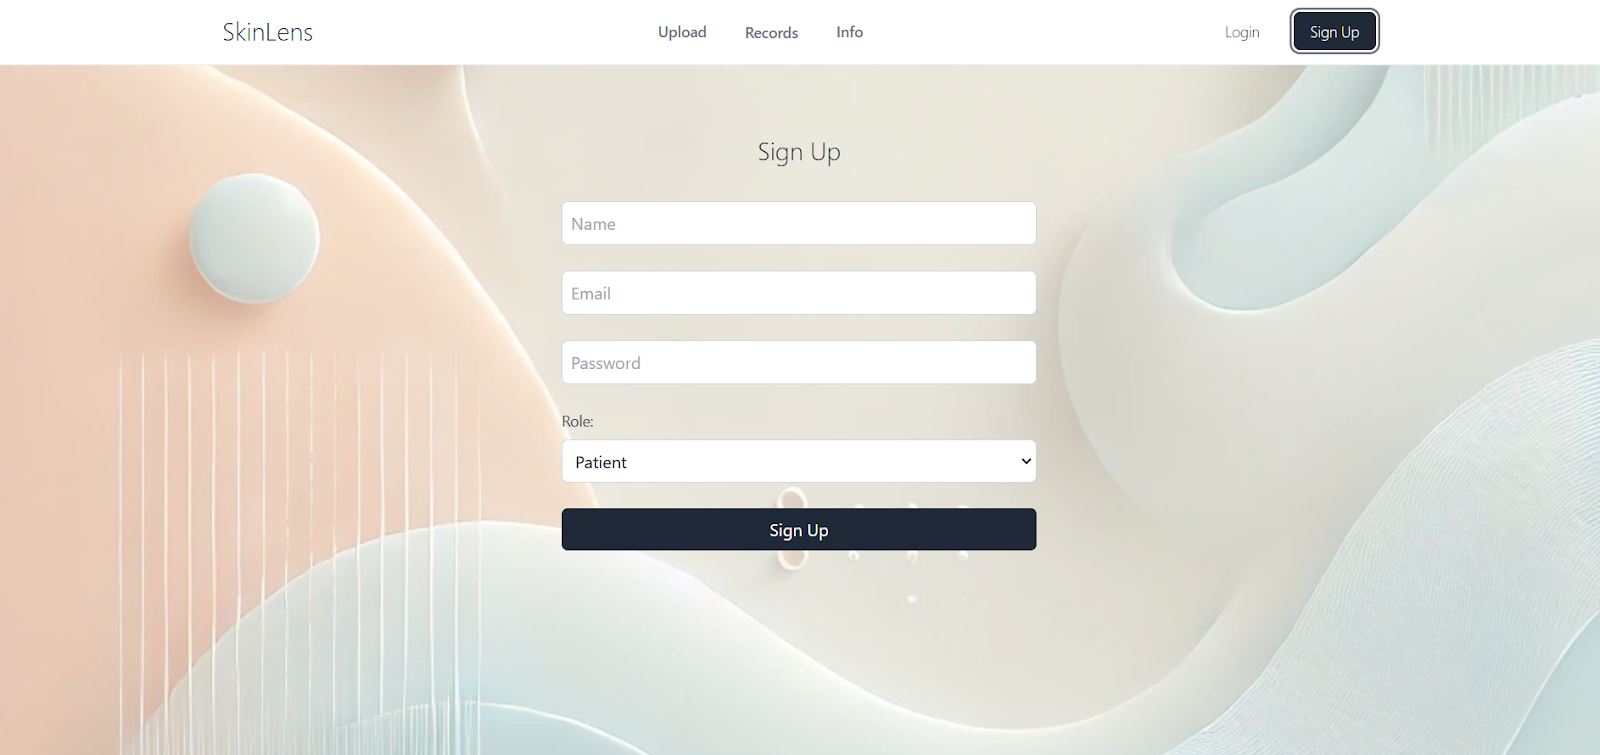 SkinLens
Upload Records Info
Login Sign Up
Sign Up
Name
Email
Password
Role:
Patient
Sign Up